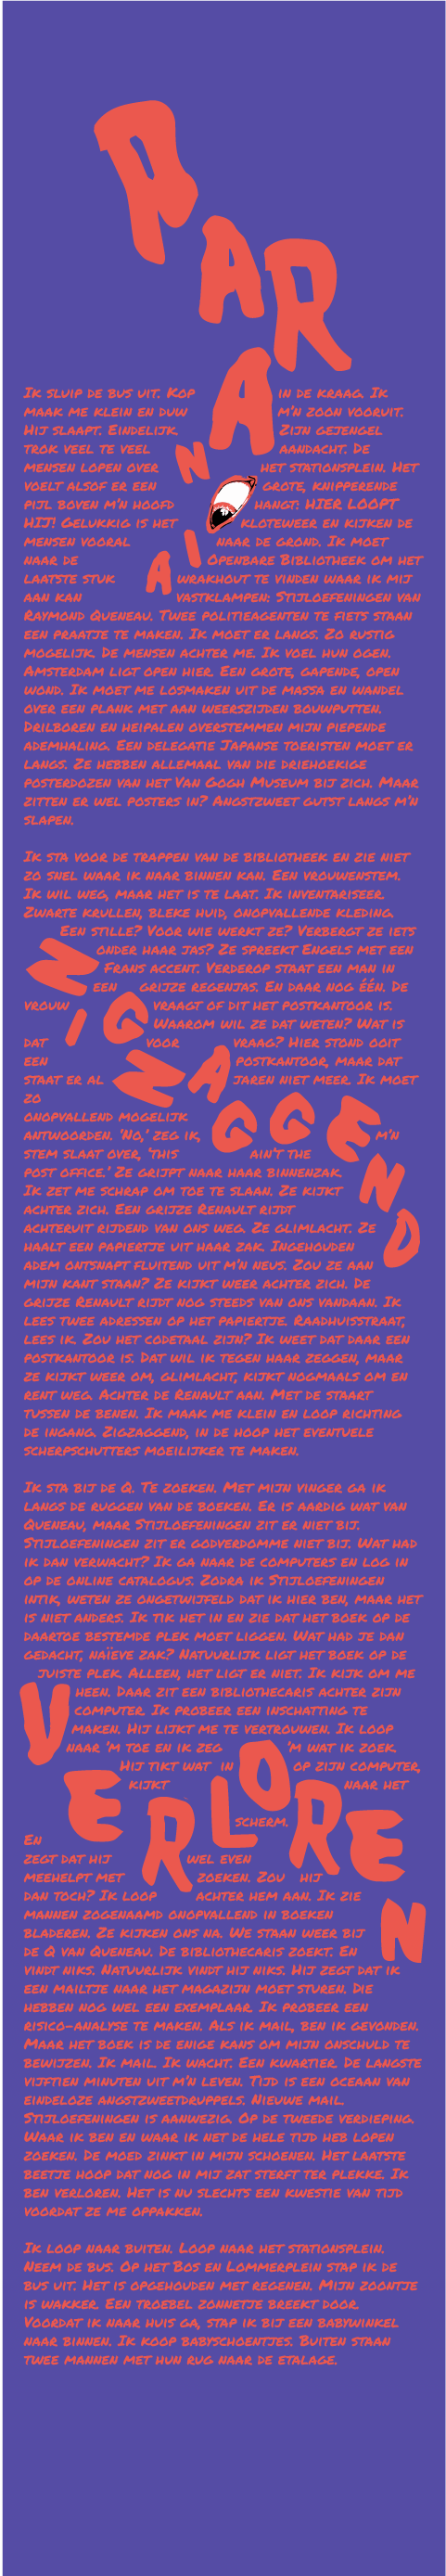 PARANOIA
IK SLUIP DE BUS UIT. KOP IN DE KRAAG. IK
MAAK ME KLEIN EN DUW M'N ZOON VOORUIT.
HIJ SLAAPT. EINDELIJK. ZIJN GEJENGEL
TROK VEEL TE VEEL AANDACHT. DE
MENSEN LOPEN OVER HET STATIONSPLEIN. HET
VOELT ALSOF ER EEN GROTE, KNIPPERENDE
PIJL BOVEN M'N HOOFD HANGT: HIER LOOPT
HIJ! GELUKKIG IS HET KLOTEWEER EN KIJKEN DE
MENSEN VOORAL NAAR DE GROND. IK MOET
NAAR DE OPENBARE BIBLIOTHEEK OM HET
LAATSTE STUK WRAKHOUT TE VINDEN WAAR IK MIJ
AAN KAN VASTKLAMPEN: STIJLOEFENINGEN VAN
RAYMOND QUENEAU. TWEE POLITIEAGENTEN TE FIETS STAAN
EEN PRAATJE TE MAKEN. IK MOET ER LANGS. ZO RUSTIG
MOGELIJK. DE MENSEN ACHTER ME. IK VOEL HUN OGEN.
AMSTERDAM LIGT OPEN HIER. EEN GROTE, GAPENDE, OPEN
WOND. IK MOET ME LOSMAKEN UIT DE MASSA EN WANDEL
OVER EEN PLANK MET AAN WEERSZIJDEN BOUWPUTTEN.
DRILBOREN EN HEIPALEN OVERSTEMMEN MIJN PIEPENDE
ADEMHALING. EEN DELEGATIE JAPANSE TOERISTEN MOET ER
LANGS. ZE HEBBEN ALLEMAAL VAN DIE DRIEHOEKIGE
POSTERDOZEN VAN HET VAN GOGH MUSEUM BIJ ZICH. MAAR
ZITTEN ER WEL POSTERS IN? ANGSTZWEET GUTST LANGS M'N
SLAPEN.

IK STA VOOR DE TRAPPEN VAN DE BIBLIOTHEEK EN ZIE NIET
ZO SNEL WAAR IK NAAR BINNEN KAN. EEN VROUWENSTEM.
IK WIL WEG, MAAR HET IS TE LAAT. IK INVENTARISEER.
ZWARTE KRULLEN, BLEKE HUID, ONOPVALLENDE KLEDING.
EEN STILLE? VOOR WIE WERKT ZE? VERBERGT ZE IETS
ONDER HAAR JAS? ZE SPREEKT ENGELS MET EEN
FRANS ACCENT. VERDEROP STAAT EEN MAN IN
EEN GRIJZE REGENJAS. EN DAAR NOG ÉÉN. DE
VROUW VRAAGT OF DIT HET POSTKANTOOR IS.
WAAROM WIL ZE DAT WETEN? WAT IS
DAT VOOR VRAAG? HIER STOND OOIT
EEN POSTKANTOOR, MAAR DAT
STAAT ER AL JAREN NIET MEER. IK MOET
ZO
ZIGZAGGEND
ONOPVALLEND MOGELIJK
ANTWOORDEN. 'NO,' ZEG IK, M'N
STEM SLAAT OVER, 'THIS AIN'T THE
POST OFFICE.' ZE GRIJPT NAAR HAAR BINNENZAK.
IK ZET ME SCHRAP OM TOE TE SLAAN. ZE KIJKT
ACHTER ZICH. EEN GRIJZE RENAULT RIJDT
ACHTERUIT RIJDEND VAN ONS WEG. ZE GLIMLACHT. ZE
HAALT EEN PAPIERTJE UIT HAAR ZAK. INGEHOUDEN
ADEM ONTSNAPT FLUITEND UIT M'N NEUS. ZOU ZE AAN
MIJN KANT STAAN? ZE KIJKT WEER ACHTER ZICH. DE
GRIJZE RENAULT RIJDT NOG STEEDS VAN ONS VANDAAN. IK
LEES TWEE ADRESSEN OP HET PAPIERTJE. RAADHUISSTRAAT,
LEES IK. ZOU HET CODETAAL ZIJN? IK WEET DAT DAAR EEN
POSTKANTOOR IS. DAT WIL IK TEGEN HAAR ZEGGEN, MAAR
ZE KIJKT WEER OM, GLIMLACHT, KIJKT NOGMAALS OM EN
RENT WEG. ACHTER DE RENAULT AAN. MET DE STAART
TUSSEN DE BENEN. IK MAAK ME KLEIN EN LOOP RICHTING
DE INGANG. ZIGZAGGEND, IN DE HOOP HET EVENTUELE
SCHERPSCHUTTERS MOEILIJKER TE MAKEN.

IK STA BIJ DE Q. TE ZOEKEN. MET MIJN VINGER GA IK
LANGS DE RUGGEN VAN DE BOEKEN. ER IS AARDIG WAT VAN
QUENEAU, MAAR STIJLOEFENINGEN ZIT ER NIET BIJ.
STIJLOEFENINGEN ZIT ER GODVERDOMME NIET BIJ. WAT HAD
IK DAN VERWACHT? IK GA NAAR DE COMPUTERS EN LOG IN
OP DE ONLINE CATALOGUS. ZODRA IK STIJLOEFENINGEN
INTIK, WETEN ZE ONGETWIJFELD DAT IK HIER BEN, MAAR HET
IS NIET ANDERS. IK TIK HET IN EN ZIE DAT HET BOEK OP DE
DAARTOE BESTEMDE PLEK MOET LIGGEN. WAT HAD JE DAN
GEDACHT, NAÏEVE ZAK? NATUURLIJK LIGT HET BOEK OP DE
JUISTE PLEK. ALLEEN, HET LIGT ER NIET. IK KIJK OM ME
HEEN. DAAR ZIT EEN BIBLIOTHECARIS ACHTER ZIJN
COMPUTER. IK PROBEER EEN INSCHATTING TE
MAKEN. HIJ LIJKT ME TE VERTROUWEN. IK LOOP
NAAR 'M TOE EN IK ZEG 'M WAT IK ZOEK.
HIJ TIKT WAT IN OP ZIJN COMPUTER,
KIJKT NAAR HET
VERLOREN
SCHERM.
EN
ZEGT DAT HIJ WEL EVEN
MEEHELPT MET ZOEKEN. ZOU HIJ
DAN TOCH? IK LOOP ACHTER HEM AAN. IK ZIE
MANNEN ZOGENAAMD ONOPVALLEND IN BOEKEN
BLADEREN. ZE KIJKEN ONS NA. WE STAAN WEER BIJ
DE Q VAN QUENEAU. DE BIBLIOTHECARIS ZOEKT. EN
VINDT NIKS. NATUURLIJK VINDT HIJ NIKS. HIJ ZEGT DAT IK
EEN MAILTJE NAAR HET MAGAZIJN MOET STUREN. DIE
HEBBEN NOG WEL EEN EXEMPLAAR. IK PROBEER EEN
RISICO-ANALYSE TE MAKEN. ALS IK MAIL, BEN IK GEVONDEN.
MAAR HET BOEK IS DE ENIGE KANS OM MIJN ONSCHULD TE
BEWIJZEN. IK MAIL. IK WACHT. EEN KWARTIER. DE LANGSTE
VIJFTIEN MINUTEN UIT M'N LEVEN. TIJD IS EEN OCEAAN VAN
EINDELOZE ANGSTZWEETDRUPPELS. NIEUWE MAIL.
STIJLOEFENINGEN IS AANWEZIG. OP DE TWEEDE VERDIEPING.
WAAR IK BEN EN WAAR IK NET DE HELE TIJD HEB LOPEN
ZOEKEN. DE MOED ZINKT IN MIJN SCHOENEN. HET LAATSTE
BEETJE HOOP DAT NOG IN MIJ ZAT STERFT TER PLEKKE. IK
BEN VERLOREN. HET IS NU SLECHTS EEN KWESTIE VAN TIJD
VOORDAT ZE ME OPPAKKEN.

IK LOOP NAAR BUITEN. LOOP NAAR HET STATIONSPLEIN.
NEEM DE BUS. OP HET BOS EN LOMMERPLEIN STAP IK DE
BUS UIT. HET IS OPGEHOUDEN MET REGENEN. MIJN ZOONTJE
IS WAKKER. EEN TROEBEL ZONNETJE BREEKT DOOR.
VOORDAT IK NAAR HUIS GA, STAP IK BIJ EEN BABYWINKEL
NAAR BINNEN. IK KOOP BABYSCHOENTJES. BUITEN STAAN
TWEE MANNEN MET HUN RUG NAAR DE ETALAGE.